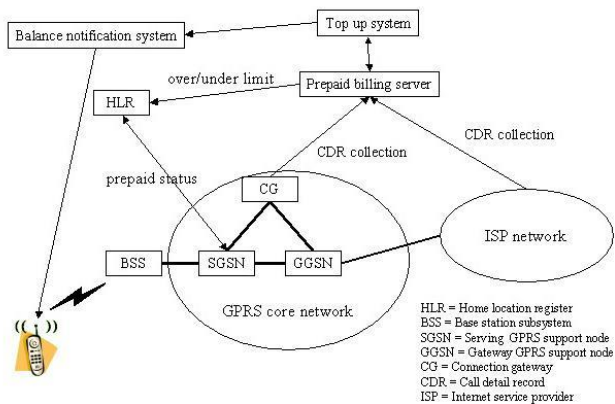 Top up system
Balance notification system
over/under limit
Prepaid billing server
HLR
CDR collection
CDR collection
prepaid status
CG
ISP network
BSS
SGSN
GGSN
GPRS core network
HLR = Home location register
BSS = Base station subsystem
SGSN = Serving GPRS support node
GGSN = Gateway GPRS support node
CG = Connection gateway
CDR = Call detail record
ISP = Internet service provider